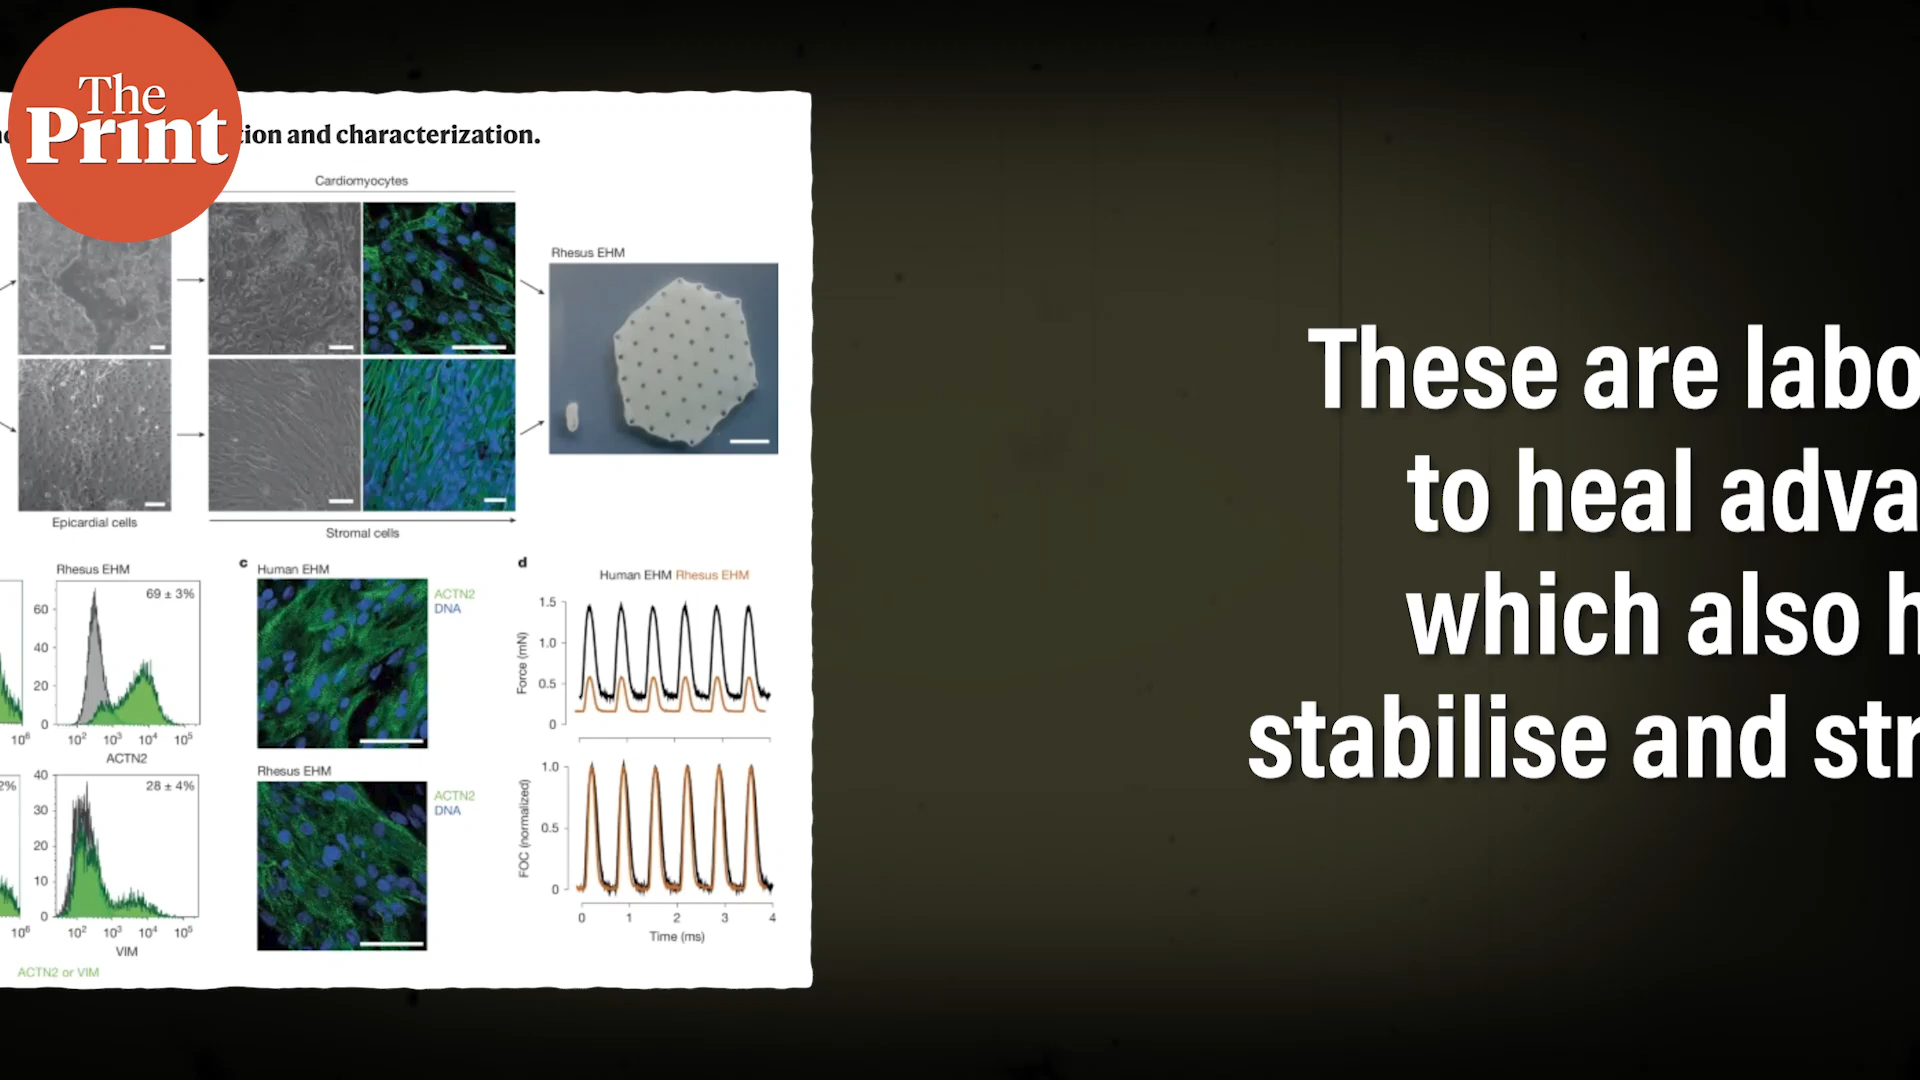 The
Print
tion and characterization.
Cardiomyocytes
Rhesus EHM
Epicardial cells
Stromal cells
Rhesus EHM
69 ± 3%
60
40
20
0
10⁶
10² 10³ 10⁴ 10⁵
ACTN2
2%
28 ± 4%
40
30
20
10
0
10⁶
10² 10³ 10⁴ 10⁵
VIM
ACTN2 or VIM
c
Human EHM
ACTN2
DNA
Rhesus EHM
ACTN2
DNA
d
Human EHM Rhesus EHM
1.5
1.0
0.5
0
Force (mN)
1.0
0.5
0
FOC (normalized)
0 1 2 3 4
Time (ms)
These are labo
to heal adva
which also h
stabilise and str